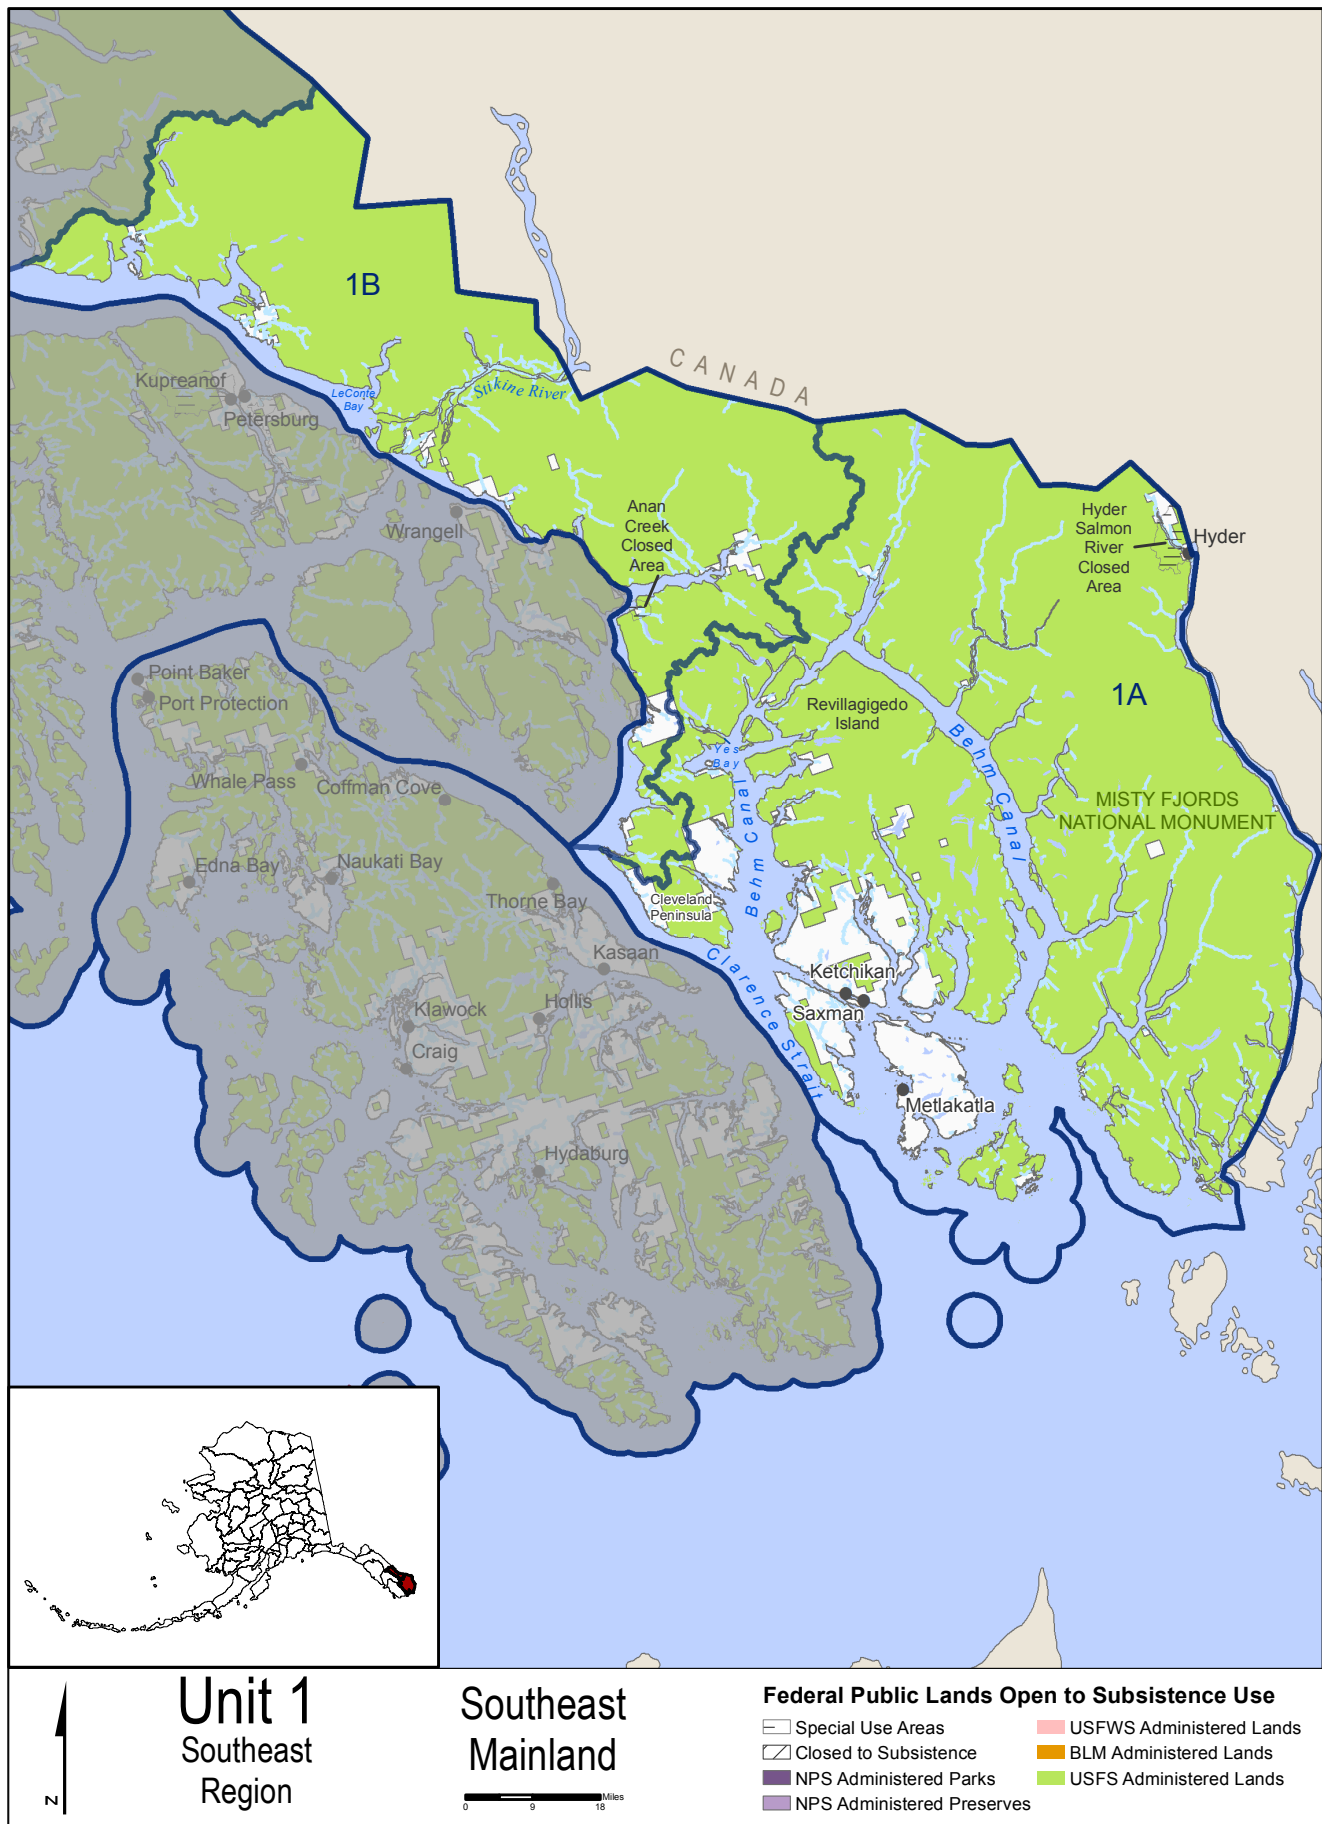 1B
CANADA
Kupreanof
Petersburg
LeConte
Bay
Stikine River
Wrangell
Anan
Creek
Closed
Area
Hyder
Salmon
River
Closed
Area
Hyder
Point Baker
Port Protection
Revillagigedo
Island
1A
Yes
Bay
Behm Canal
Behm Canal
Whale Pass
Coffman Cove
MISTY FJORDS
NATIONAL MONUMENT
Edna Bay
Naukati Bay
Thorne Bay
Cleveland
Peninsula
Kasaan
Clarence Strait
Ketchikan
Saxman
Klawock
Hollis
Craig
Metlakatla
Hydaburg
N
Unit 1
Southeast
Region
Southeast
Mainland
Miles
0 9 18
Federal Public Lands Open to Subsistence Use
Special Use Areas
Closed to Subsistence
NPS Administered Parks
NPS Administered Preserves
USFWS Administered Lands
BLM Administered Lands
USFS Administered Lands